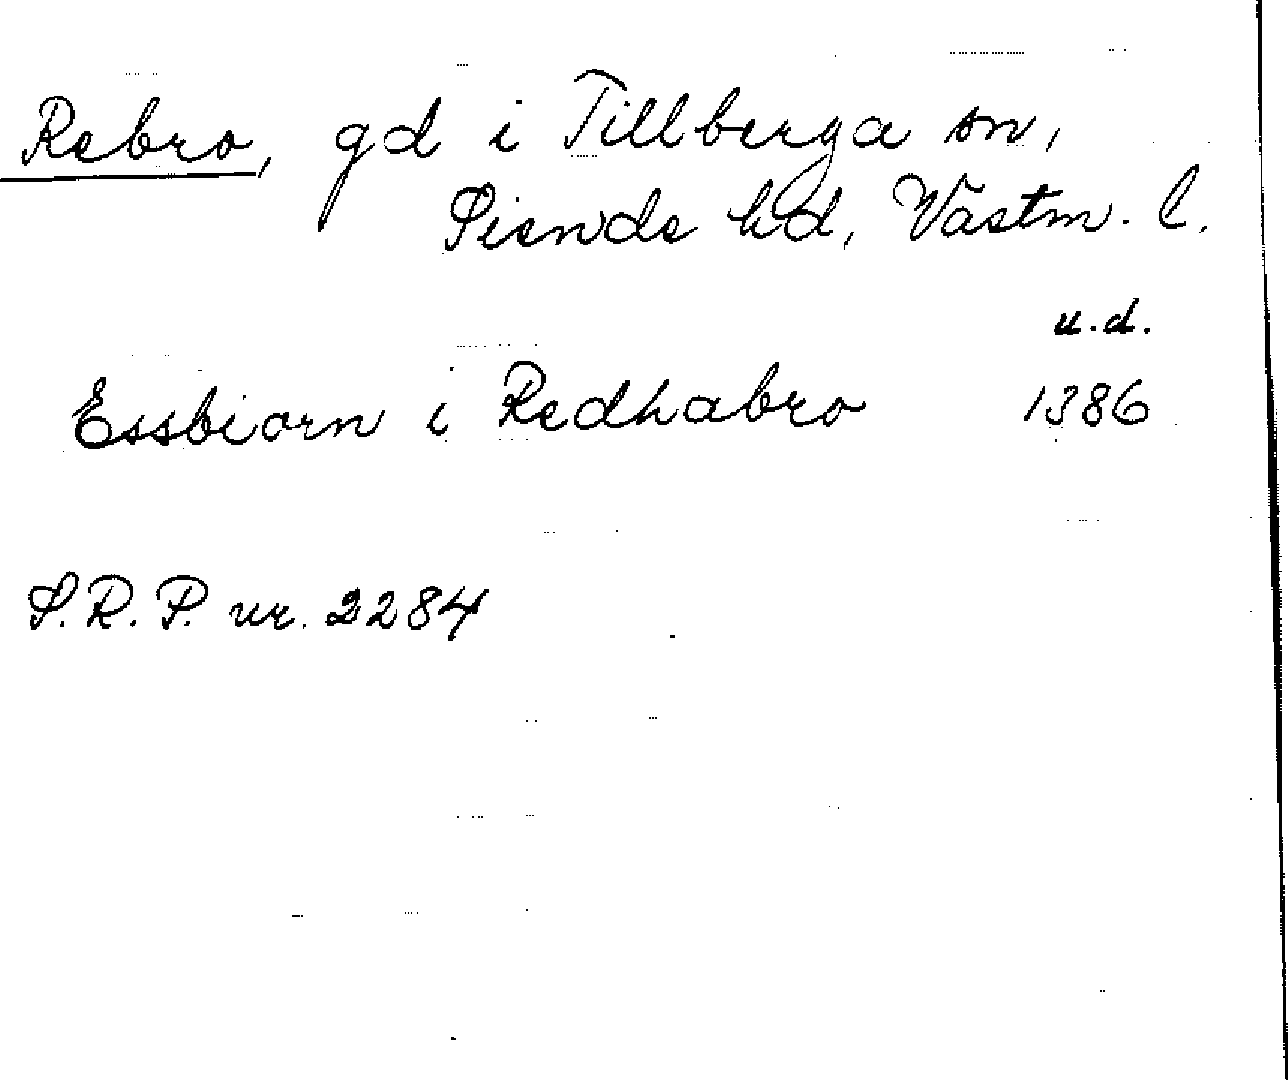 Rebro, gd i Tillberga sn,
Siende hd, Västm. l.
u.d.
Essbiorn i Redhabro 1386
S.R.P. nr. 2284